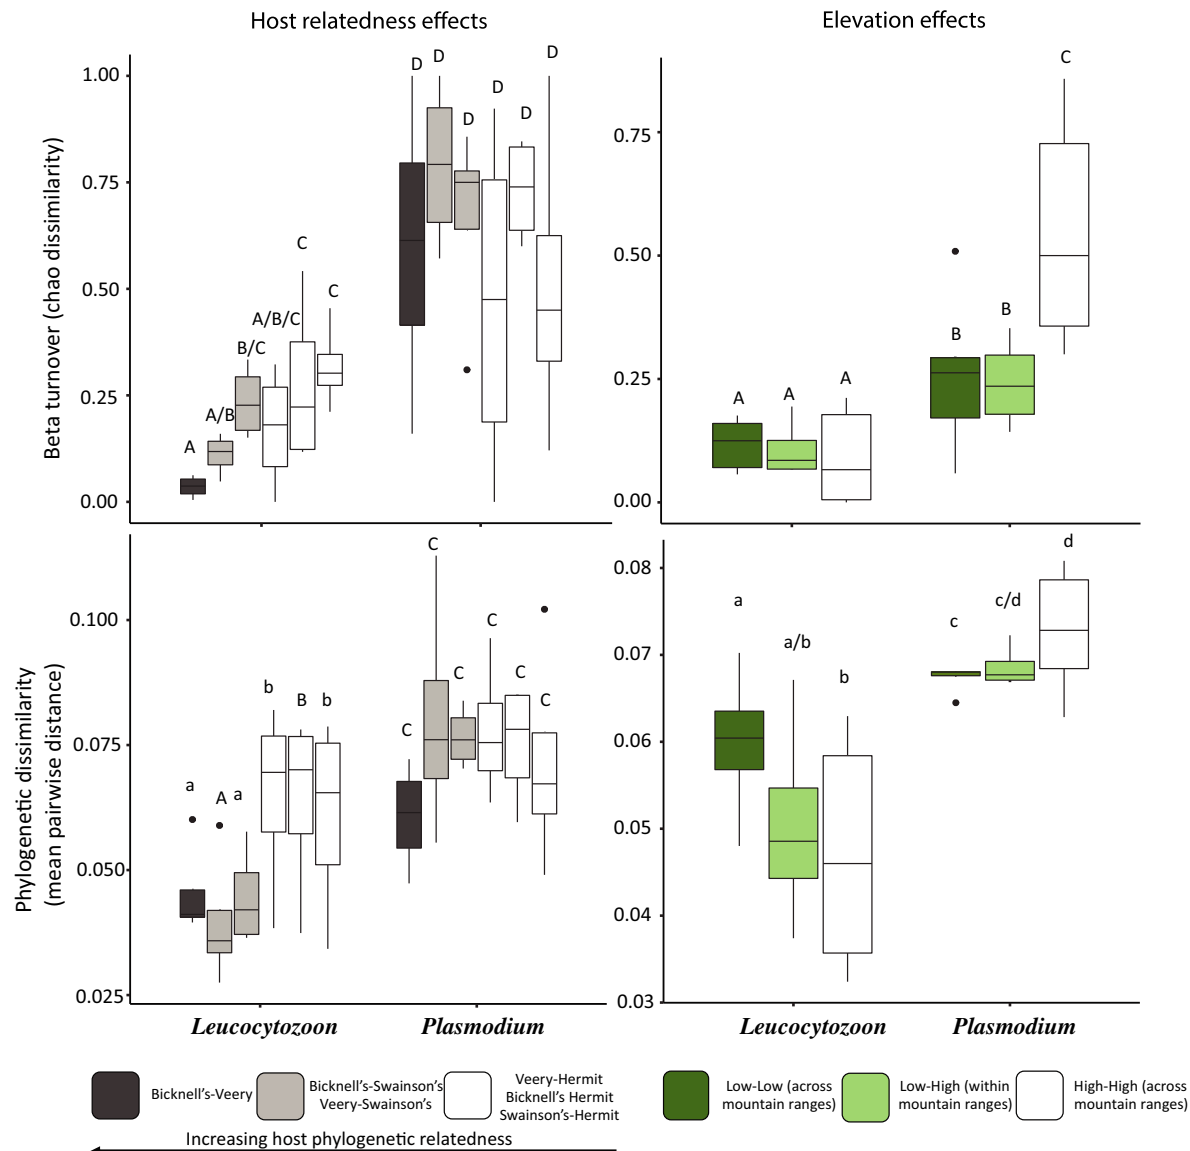 Host relatedness effects
Elevation effects
Beta turnover (chao dissimilarity)
1.00
0.75
0.50
0.25
0.00
A
A/B
B/C
A/B/C
C
C
D
D
D
D
D
D
0.75
0.50
0.25
0.00
A
A
A
B
B
C
Phylogenetic dissimilarity
(mean pairwise distance)
0.100
0.075
0.050
0.025
a
A
a
b
B
b
C
C
C
C
C
C
Leucocytozoon
Plasmodium
0.08
0.07
0.06
0.05
0.04
0.03
a
a/b
b
c
c/d
d
Leucocytozoon
Plasmodium
Bicknell's-Veery
Bicknell's-Swainson's
Veery-Swainson's
Veery-Hermit
Bicknell's Hermit
Swainson's-Hermit
Increasing host phylogenetic relatedness
Low-Low (across
mountain ranges)
Low-High (within
mountain ranges)
High-High (across
mountain ranges)